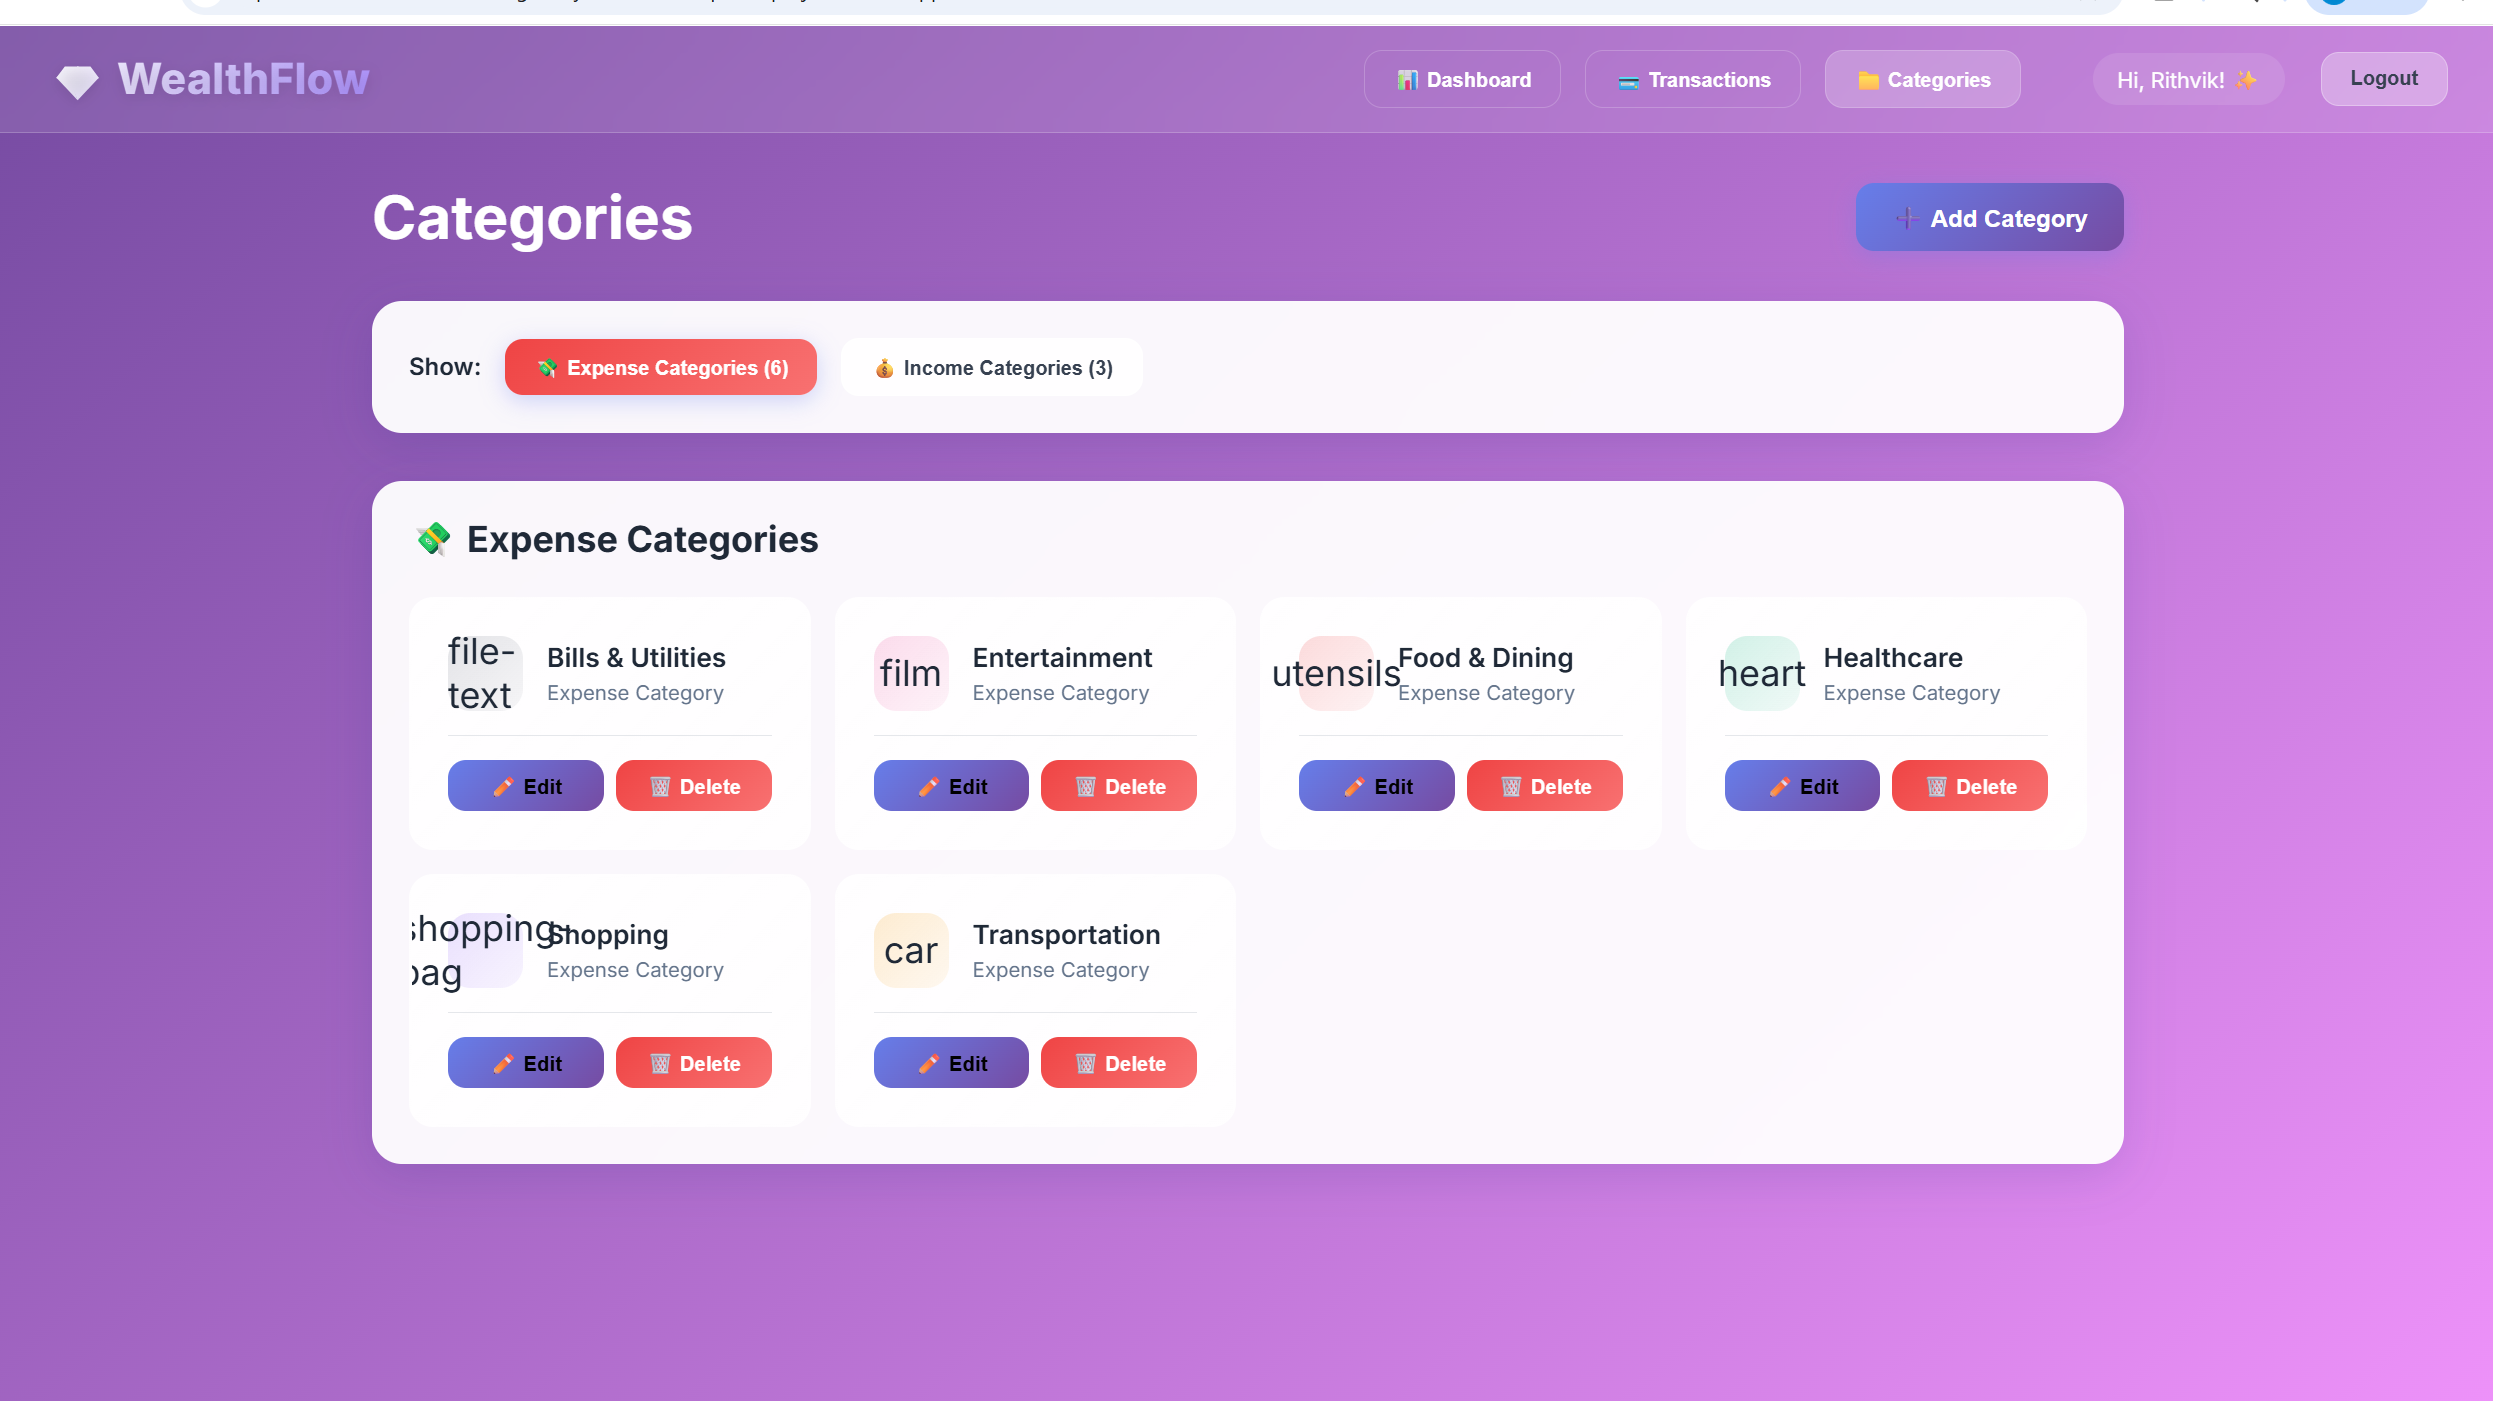 WealthFlow
📊 Dashboard
💳 Transactions
📁 Categories
Hi, Rithvik! ✨
Logout
Categories
➕ Add Category
Show:
💸 Expense Categories (6)
💰 Income Categories (3)
💸 Expense Categories
file-
text
Bills & Utilities
Expense Category
✏️ Edit
🗑️ Delete
film
Entertainment
Expense Category
✏️ Edit
🗑️ Delete
utensils
Food & Dining
Expense Category
✏️ Edit
🗑️ Delete
heart
Healthcare
Expense Category
✏️ Edit
🗑️ Delete
shopping-
bag
Shopping
Expense Category
✏️ Edit
🗑️ Delete
car
Transportation
Expense Category
✏️ Edit
🗑️ Delete